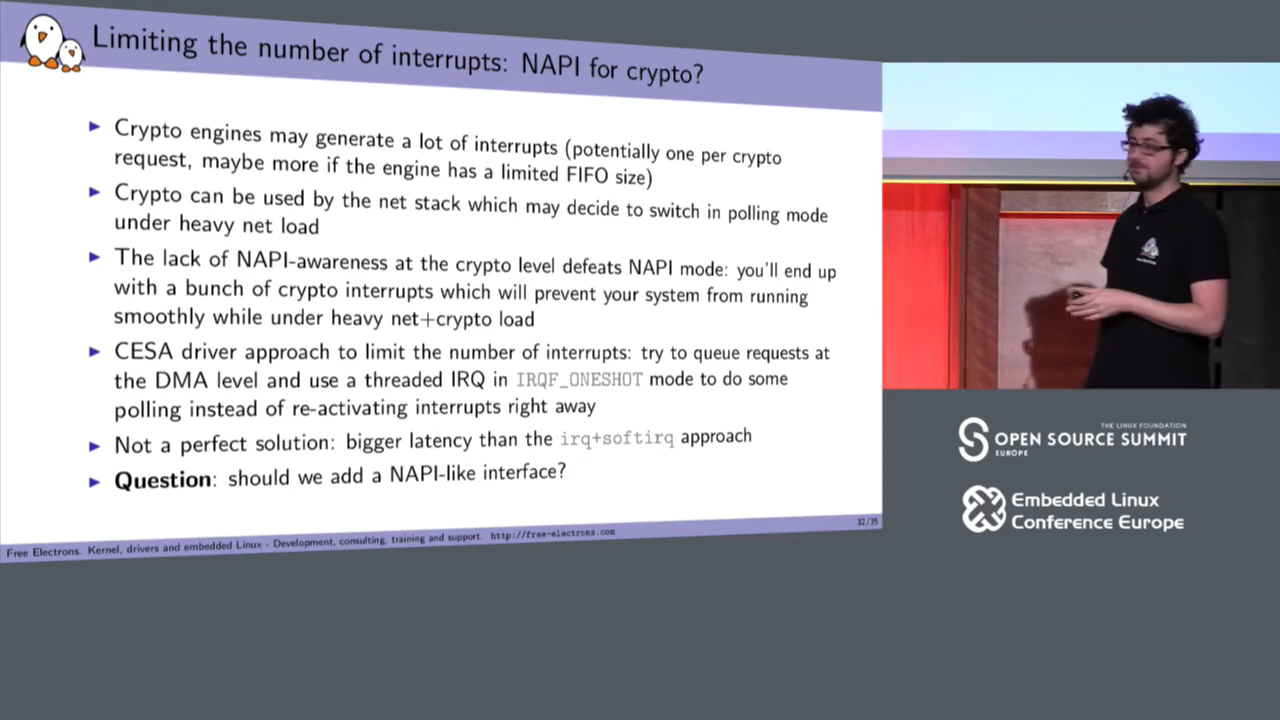 Limiting the number of interrupts: NAPI for crypto?
Crypto engines may generate a lot of interrupts (potentially one per crypto
request, maybe more if the engine has a limited FIFO size)
Crypto can be used by the net stack which may decide to switch in polling mode
under heavy net load
The lack of NAPI-awareness at the crypto level defeats NAPI mode: you'll end up
with a bunch of crypto interrupts which will prevent your system from running
smoothly while under heavy net+crypto load
CESA driver approach to limit the number of interrupts: try to queue requests at
the DMA level and use a threaded IRQ in IRQF_ONESHOT mode to do some
polling instead of re-activating interrupts right away
Not a perfect solution: bigger latency than the irq+softirq approach
Question: should we add a NAPI-like interface?
Free Electrons. Kernel, drivers and embedded Linux - Development, consulting, training and support. http://free-electrons.com
32/35
THE LINUX FOUNDATION
OPEN SOURCE SUMMIT
EUROPE
Embedded Linux
Conference Europe